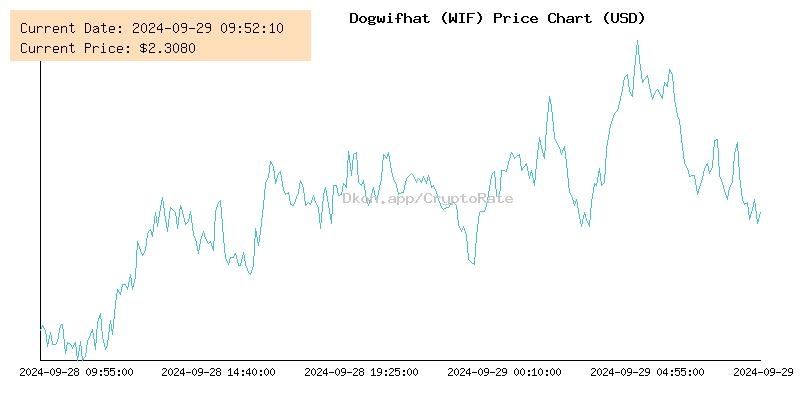 Dogwifhat (WIF) Price Chart (USD)
Current Date: 2024-09-29 09:52:10
Current Price: $2.3080
Dkon.app/CryptoRate
2024-09-28 09:55:00 2024-09-28 14:40:00 2024-09-28 19:25:00 2024-09-29 00:10:00 2024-09-29 04:55:00 2024-09-29